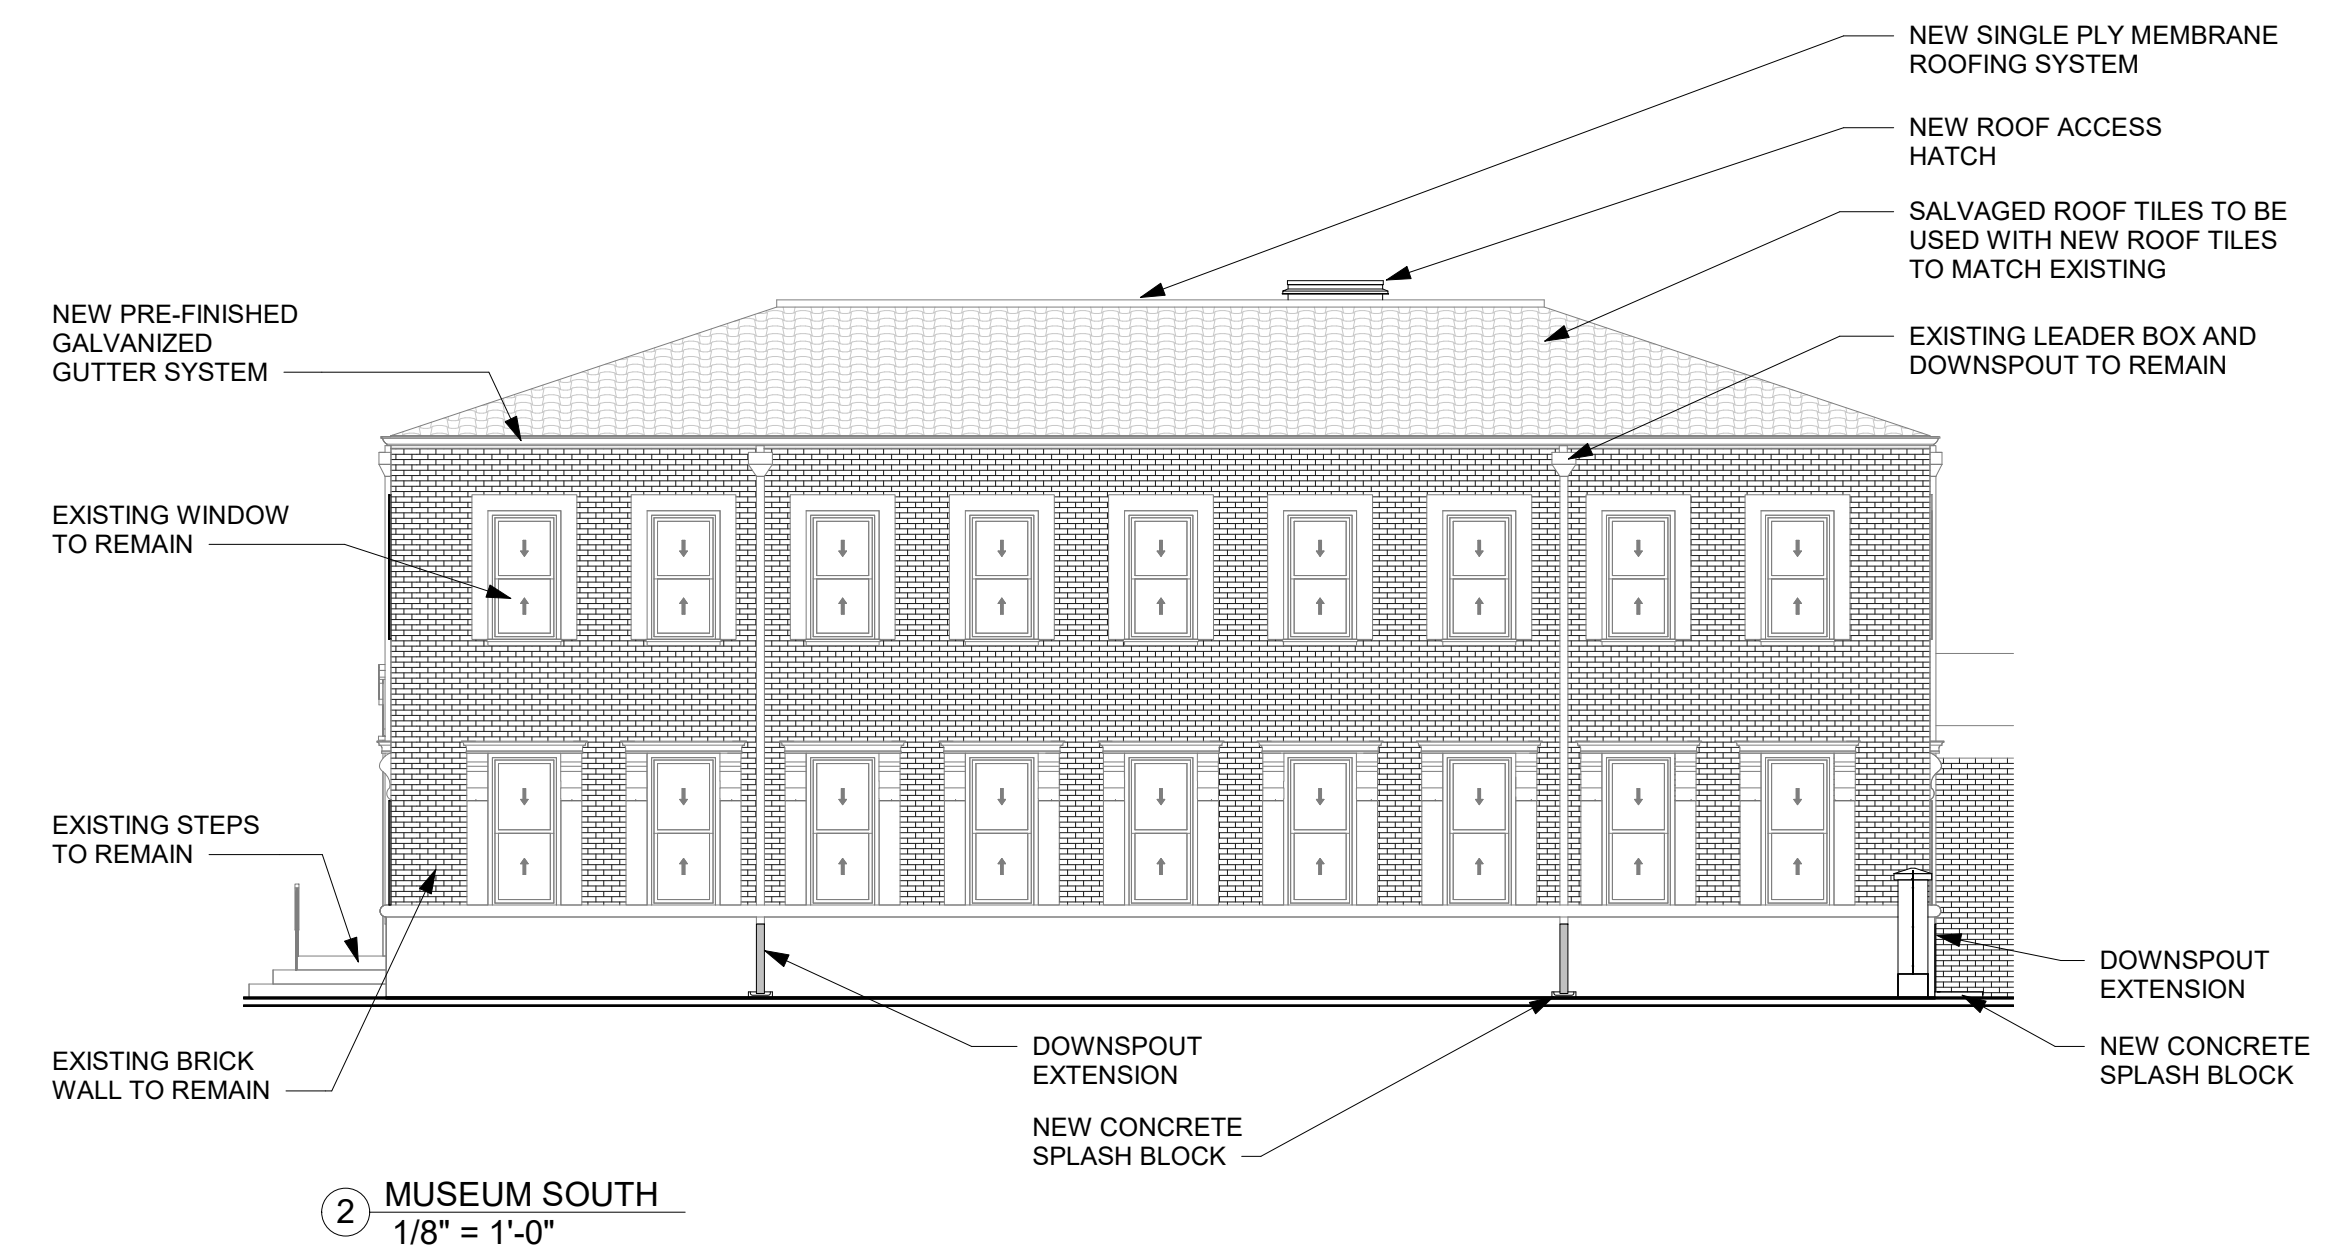 NEW SINGLE PLY MEMBRANE
ROOFING SYSTEM
NEW ROOF ACCESS
HATCH
SALVAGED ROOF TILES TO BE
USED WITH NEW ROOF TILES
TO MATCH EXISTING
EXISTING LEADER BOX AND
DOWNSPOUT TO REMAIN
NEW PRE-FINISHED
GALVANIZED
GUTTER SYSTEM
EXISTING WINDOW
TO REMAIN
EXISTING STEPS
TO REMAIN
EXISTING BRICK
WALL TO REMAIN
DOWNSPOUT
EXTENSION
NEW CONCRETE
SPLASH BLOCK
DOWNSPOUT
EXTENSION
NEW CONCRETE
SPLASH BLOCK
2
MUSEUM SOUTH
1/8" = 1'-0"